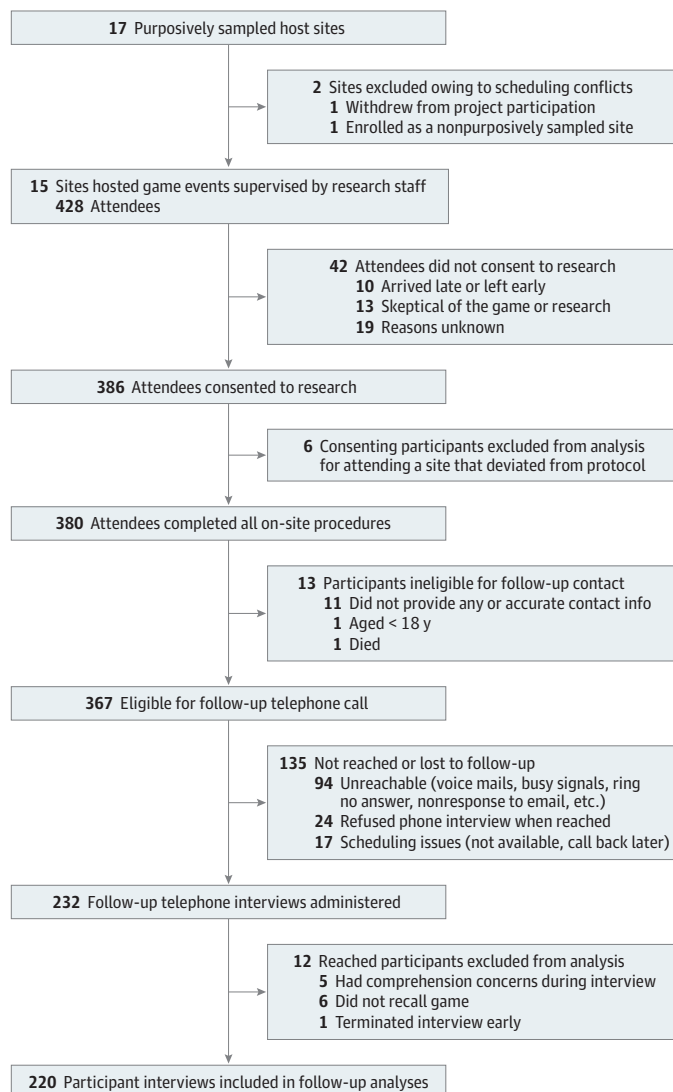 17 Purposively sampled host sites
2 Sites excluded owing to scheduling conflicts
1 Withdrew from project participation
1 Enrolled as a nonpurposively sampled site
15 Sites hosted game events supervised by research staff
428 Attendees
42 Attendees did not consent to research
10 Arrived late or left early
13 Skeptical of the game or research
19 Reasons unknown
386 Attendees consented to research
6 Consenting participants excluded from analysis
for attending a site that deviated from protocol
380 Attendees completed all on-site procedures
13 Participants ineligible for follow-up contact
11 Did not provide any or accurate contact info
1 Aged < 18 y
1 Died
367 Eligible for follow-up telephone call
135 Not reached or lost to follow-up
94 Unreachable (voice mails, busy signals, ring
no answer, nonresponse to email, etc.)
24 Refused phone interview when reached
17 Scheduling issues (not available, call back later)
232 Follow-up telephone interviews administered
12 Reached participants excluded from analysis
5 Had comprehension concerns during interview
6 Did not recall game
1 Terminated interview early
220 Participant interviews included in follow-up analyses